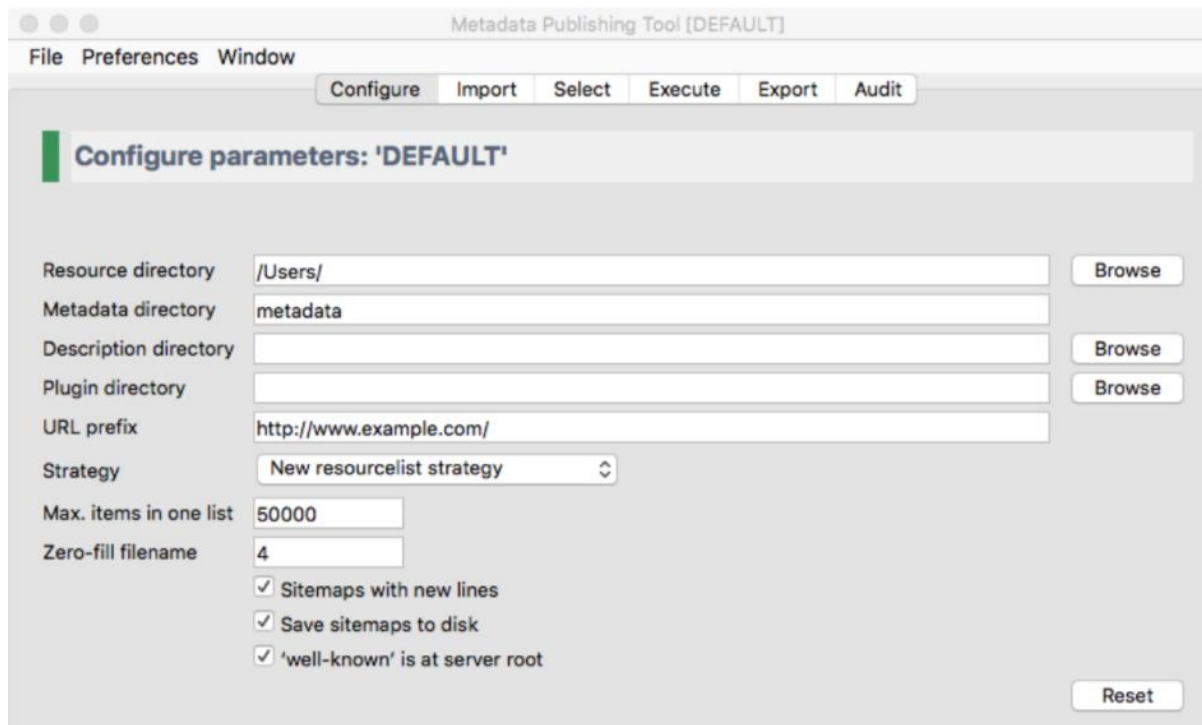 Metadata Publishing Tool [DEFAULT]
File Preferences Window
Configure Import Select Execute Export Audit
Configure parameters: 'DEFAULT'
Resource directory /Users/ Browse
Metadata directory metadata
Description directory Browse
Plugin directory Browse
URL prefix http://www.example.com/
Strategy New resourcelist strategy
Max. items in one list 50000
Zero-fill filename 4
Sitemaps with new lines
Save sitemaps to disk
‘well-known’ is at server root
Reset